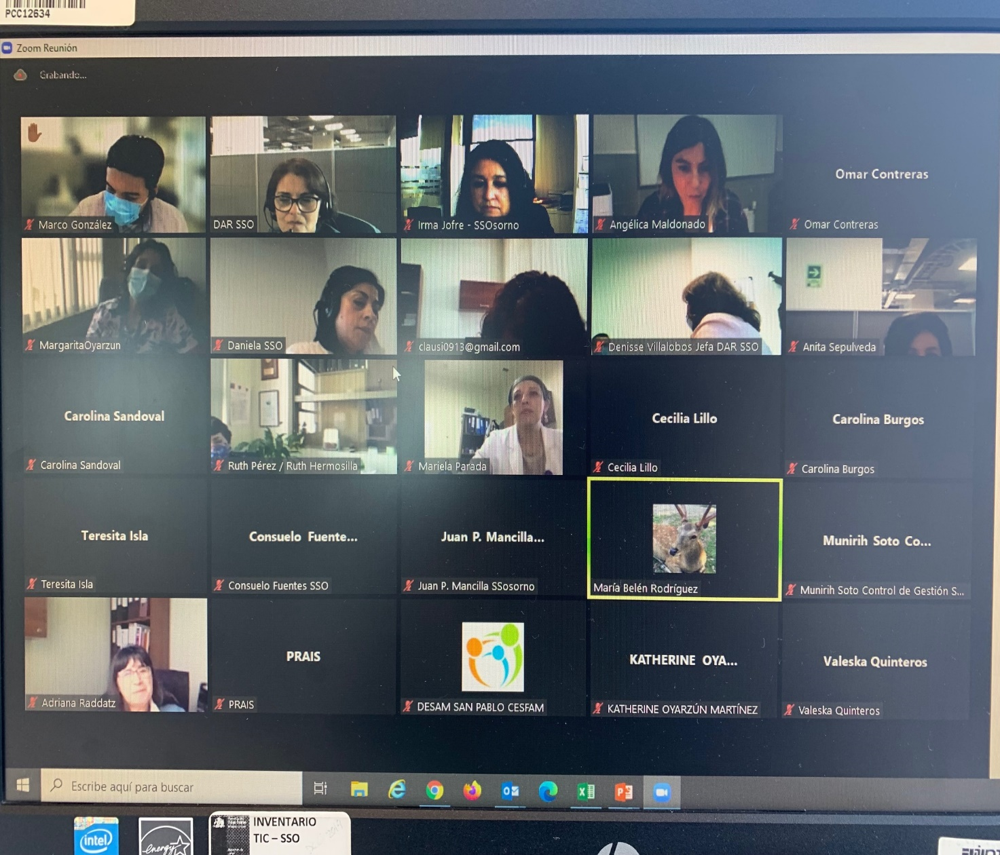 PCC12634
Zoom Reunión
Grabando...
Marco González
DAR SSO
Irma Jofre - SSOsorno
Angélica Maldonado
Omar Contreras
Omar Contreras
MargaritaOyarzun
Daniela SSO
clausi0913@gmail.com
Denisse Villalobos Jefa DAR SSO
Anita Sepulveda
Carolina Sandoval
Carolina Sandoval
Ruth Pérez / Ruth Hermosilla
Mariela Parada
Cecilia Lillo
Cecilia Lillo
Carolina Burgos
Carolina Burgos
Teresita Isla
Teresita Isla
Consuelo Fuente...
Consuelo Fuentes SSO
Juan P. Mancilla...
Juan P. Mancilla SSosorno
María Belén Rodríguez
Munirih Soto Co...
Munirih Soto Control de Gestión S...
Adriana Raddatz
PRAIS
PRAIS
DESAM SAN PABLO CESFAM
KATHERINE OYA...
KATHERINE OYARZÚN MARTÍNEZ
Valeska Quinteros
Valeska Quinteros
Escribe aquí para buscar
intel
energy
INVENTARIO
TIC – SSO